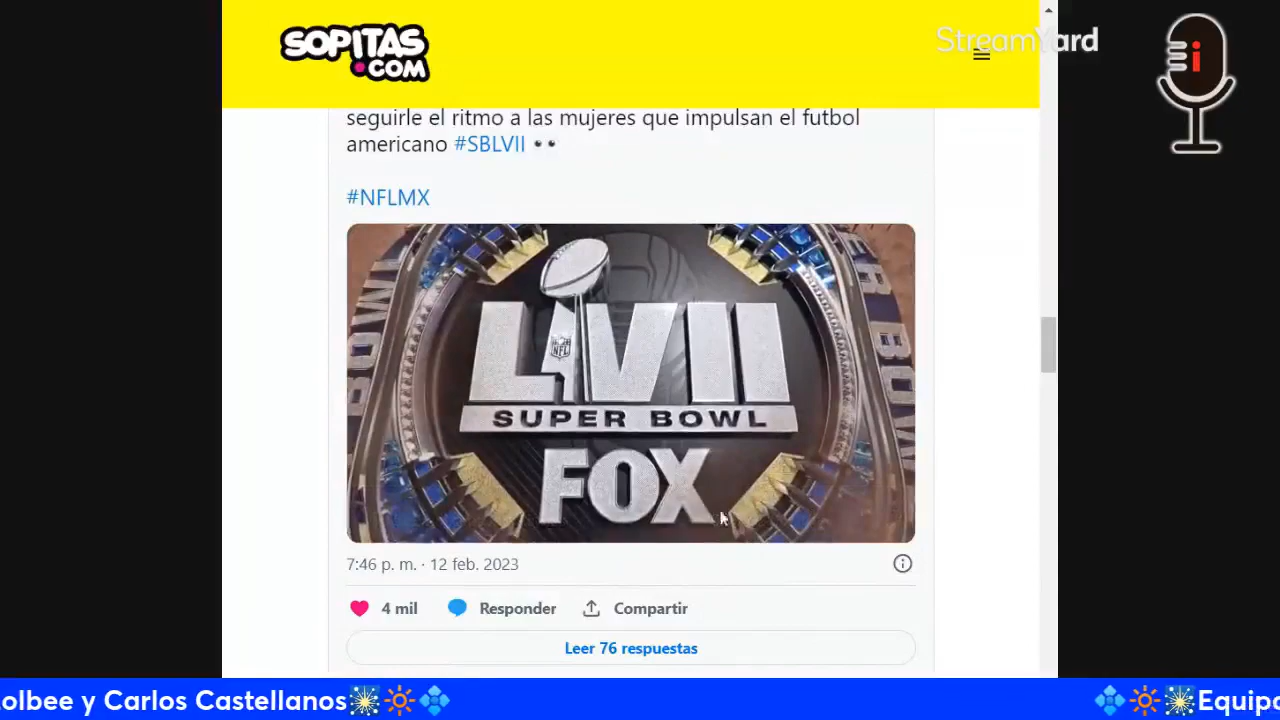 SOPITAS
.COM
StreamYard
i
seguirle el ritmo a las mujeres que impulsan el futbol
americano #SBLVII 👀
#NFLMX
LVII
NFL
SUPER BOWL
FOX
7:46 p. m. · 12 feb. 2023
4 mil Responder Compartir
Leer 76 respuestas
olbee y Carlos Castellanos🎇🔆💠 💠🔆🎇Equipo